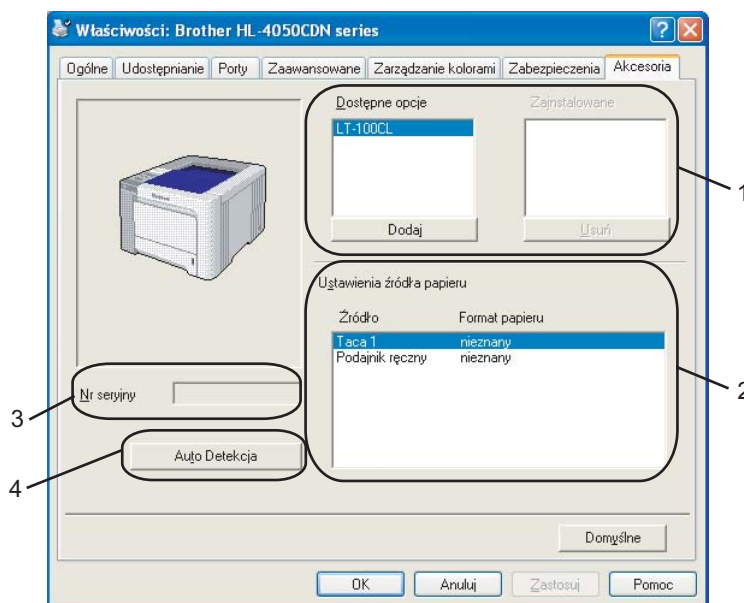 Właściwości: Brother HL-4050CDN series
Ogólne Udostępnianie Porty Zaawansowane Zarządzanie kolorami Zabezpieczenia Akcesoria
Dostępne opcje Zainstalowane
LT-100CL
1
Dodaj Usuń
Ustawienia źródła papieru
Źródło Format papieru
Taca 1 nieznany
Podajnik ręczny nieznany
2
Nr seryjny
3
Auto Detekcja
4
Domyślne
OK Anuluj Zastosuj Pomoc